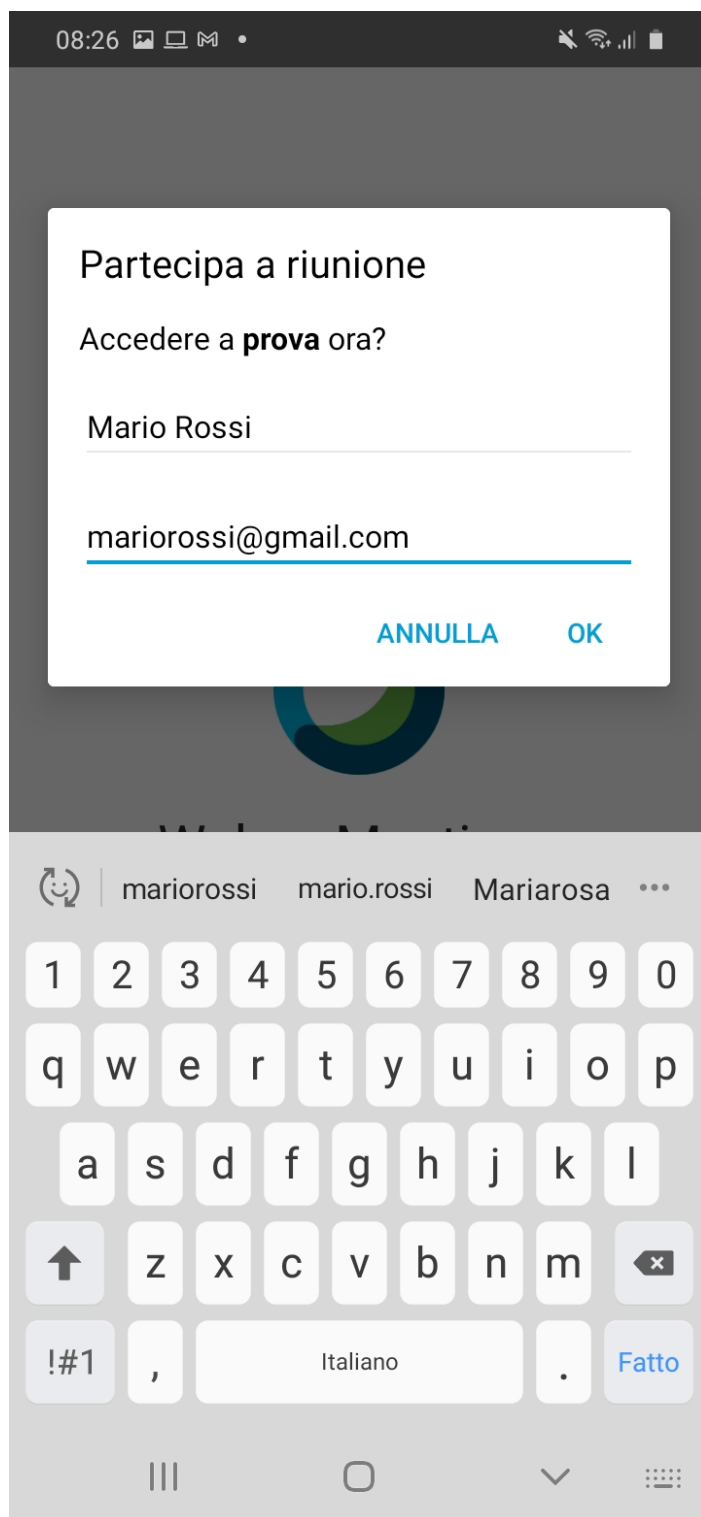 08:26
Partecipa a riunione
Accedere a prova ora?
Mario Rossi
mariorossi@gmail.com
ANNULLA OK
mariorossi mario.rossi Mariarosa
1 2 3 4 5 6 7 8 9 0
q w e r t y u i o p
a s d f g h j k l
z x c v b n m
!#1 , Italiano . Fatto